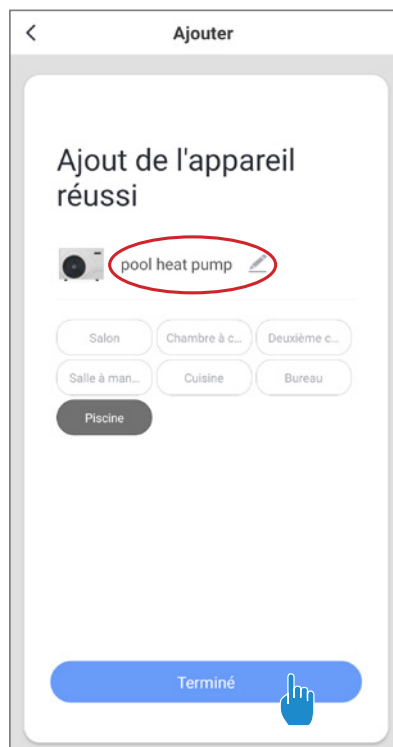 Ajouter
Ajout de l'appareil
réussi
pool heat pump
Salon Chambre à c... Deuxième c...
Salle à man... Cuisine Bureau
Piscine
Terminé